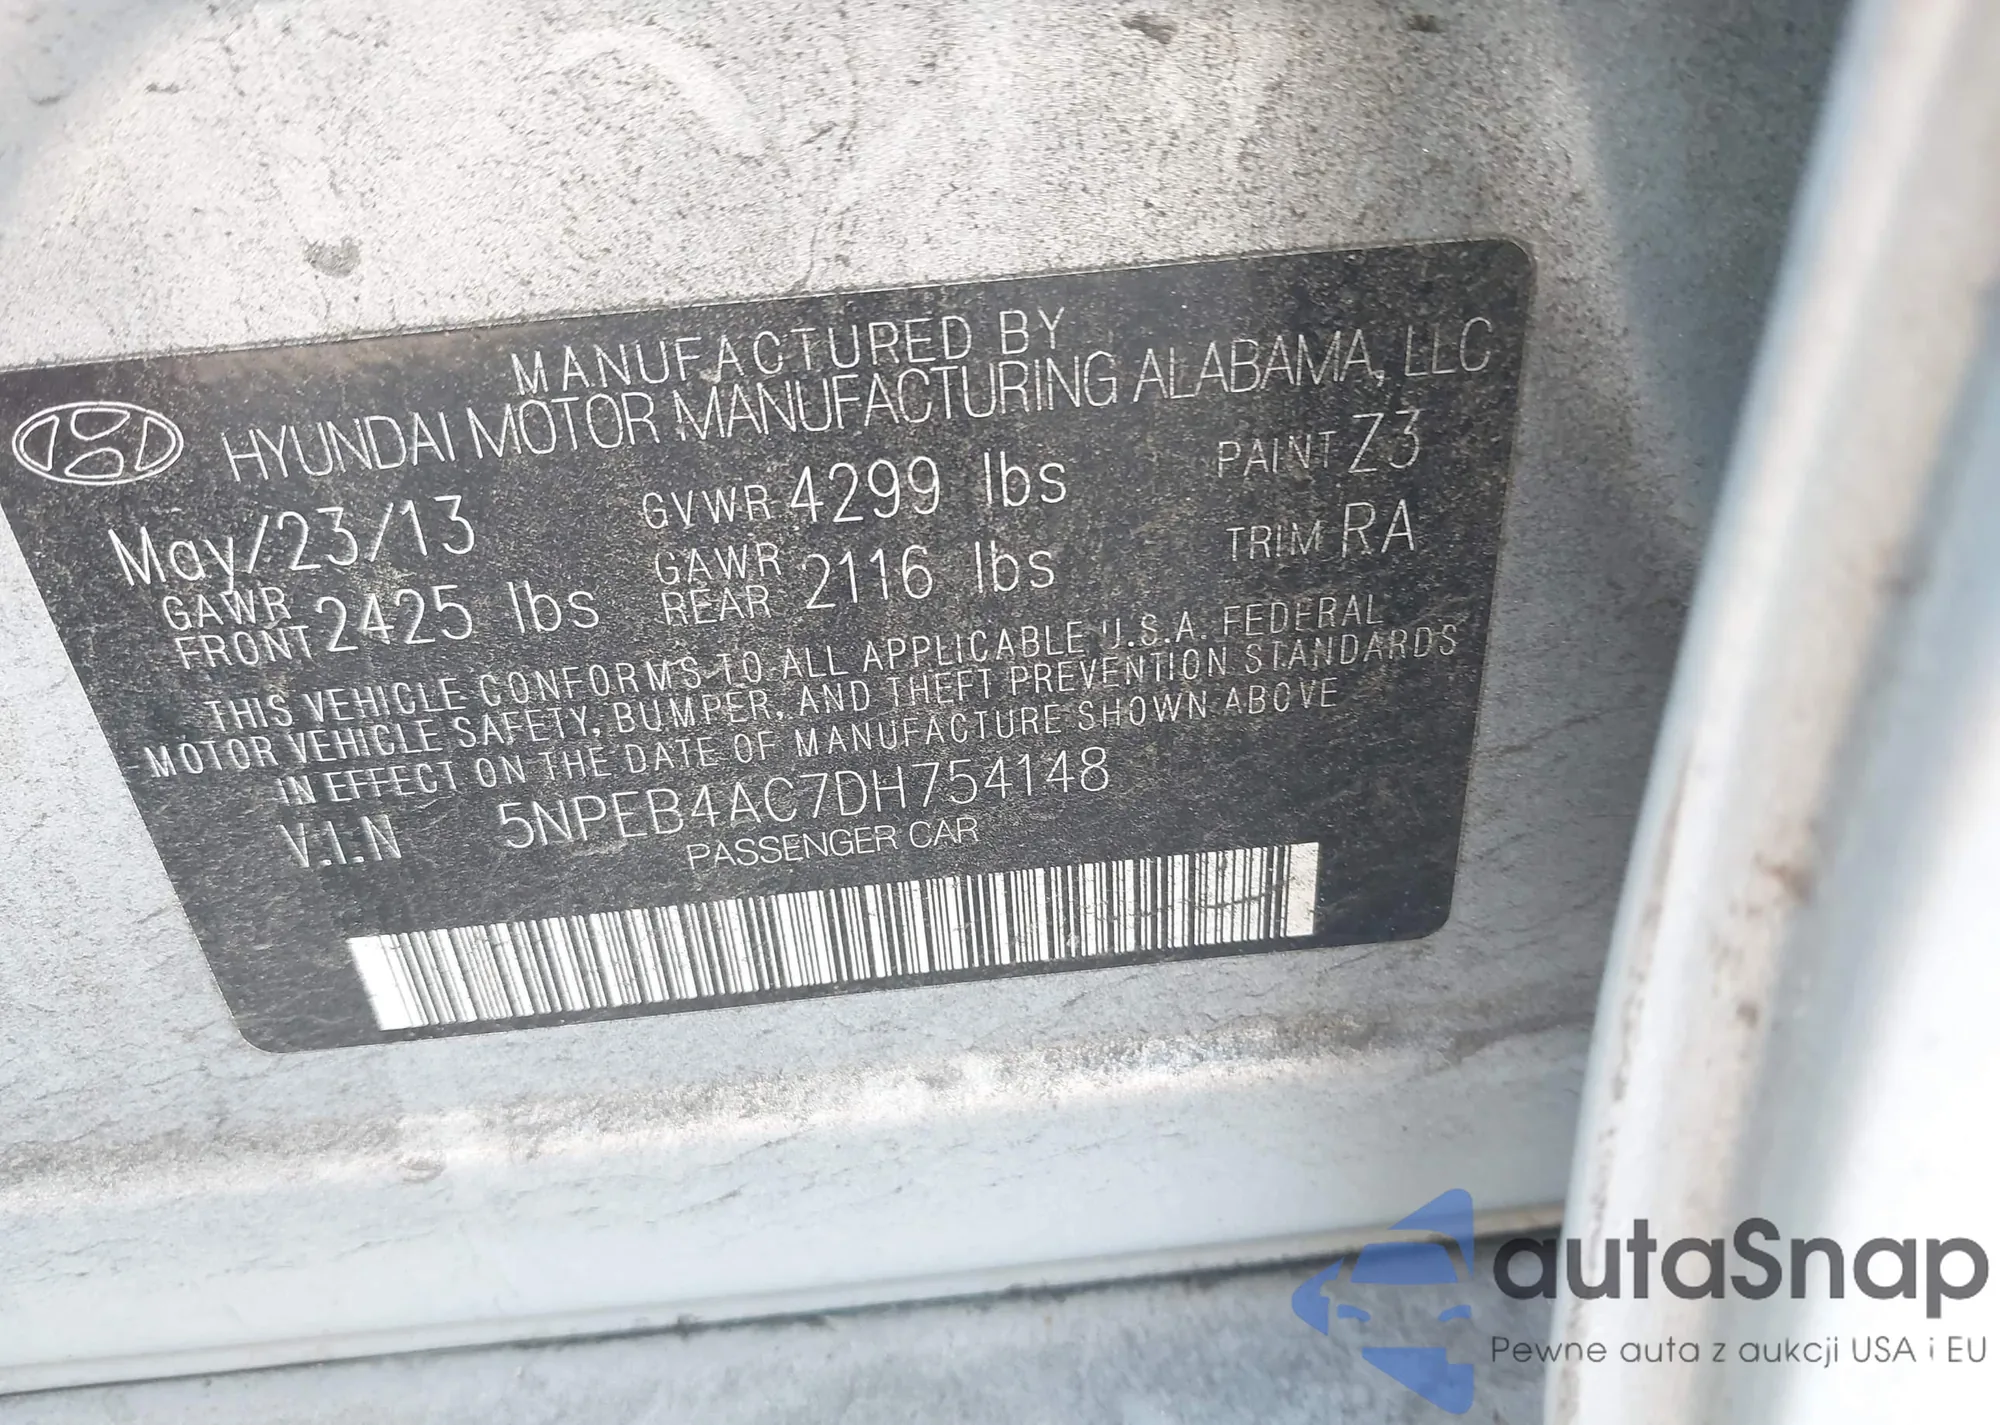 MANUFACTURED BY
HYUNDAI MOTOR MANUFACTURING ALABAMA, LLC
May/23/13 GVWR 4299 lbs PAINT Z3
GAWR FRONT 2425 lbs GAWR REAR 2116 lbs TRIM RA
THIS VEHICLE CONFORMS TO ALL APPLICABLE U.S.A. FEDERAL
MOTOR VEHICLE SAFETY, BUMPER, AND THEFT PREVENTION STANDARDS
IN EFFECT ON THE DATE OF MANUFACTURE SHOWN ABOVE
V.I.N 5NPEB4AC7DH754148
PASSENGER CAR
autaSnap
Pewne auta z aukcji USA i EU